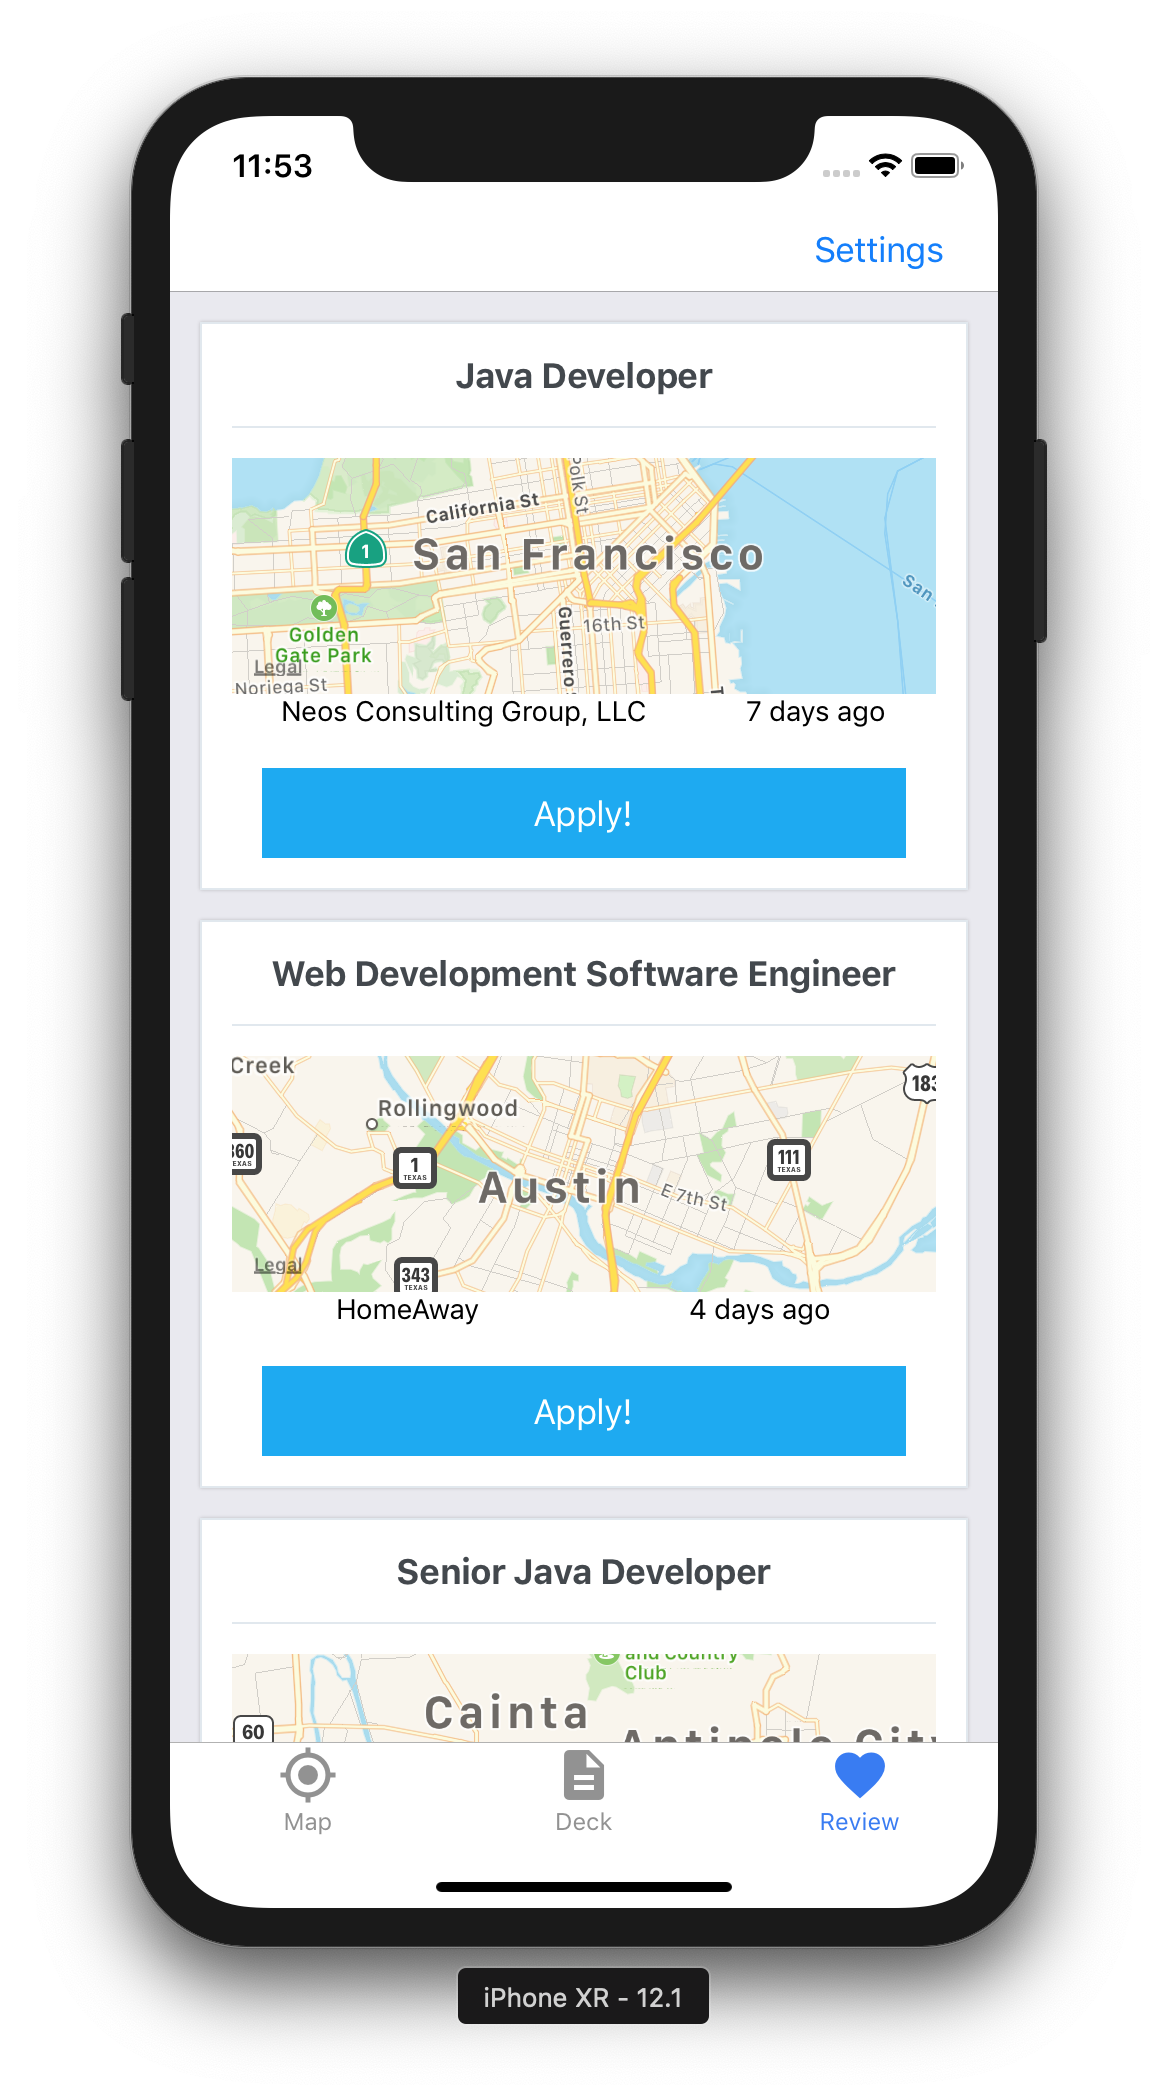 11:53
Settings
Java Developer
California St
Polk St
1
San Francisco
San
Golden
Gate Park
Guerrero S
16th St
Legal
Noriega St
T
Neos Consulting Group, LLC
7 days ago
Apply!
Web Development Software Engineer
Creek
183
Rollingwood
360
TEXAS
1
TEXAS
111
TEXAS
Austin
E 7th St
Legal
343
TEXAS
HomeAway
4 days ago
Apply!
Senior Java Developer
and Country
Club
Cainta
60
Antipolo City
Map
Deck
Review
iPhone XR - 12.1